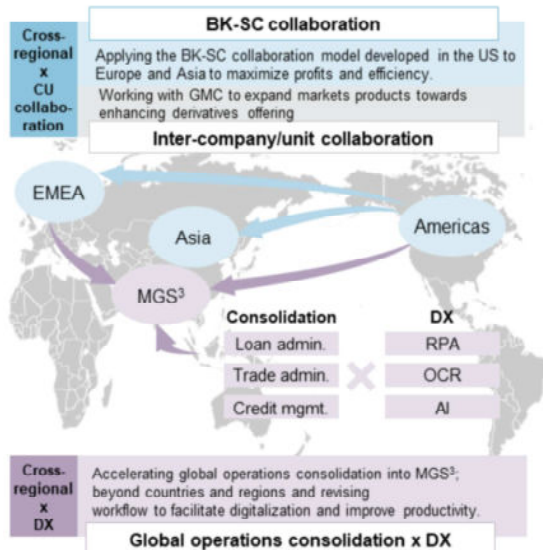 BK-SC collaboration
Cross-
regional
x
CU
collabo-
ration
Applying the BK-SC collaboration model developed in the US to
Europe and Asia to maximize profits and efficiency.
Working with GMC to expand markets products towards
enhancing derivatives offering
Inter-company/unit collaboration
EMEA
Asia
Americas
MGS³
Consolidation
DX
Loan admin.
RPA
Trade admin.
OCR
Credit mgmt.
AI
Cross-
regional
x
DX
Accelerating global operations consolidation into MGS³;
beyond countries and regions and revising
workflow to facilitate digitalization and improve productivity.
Global operations consolidation x DX